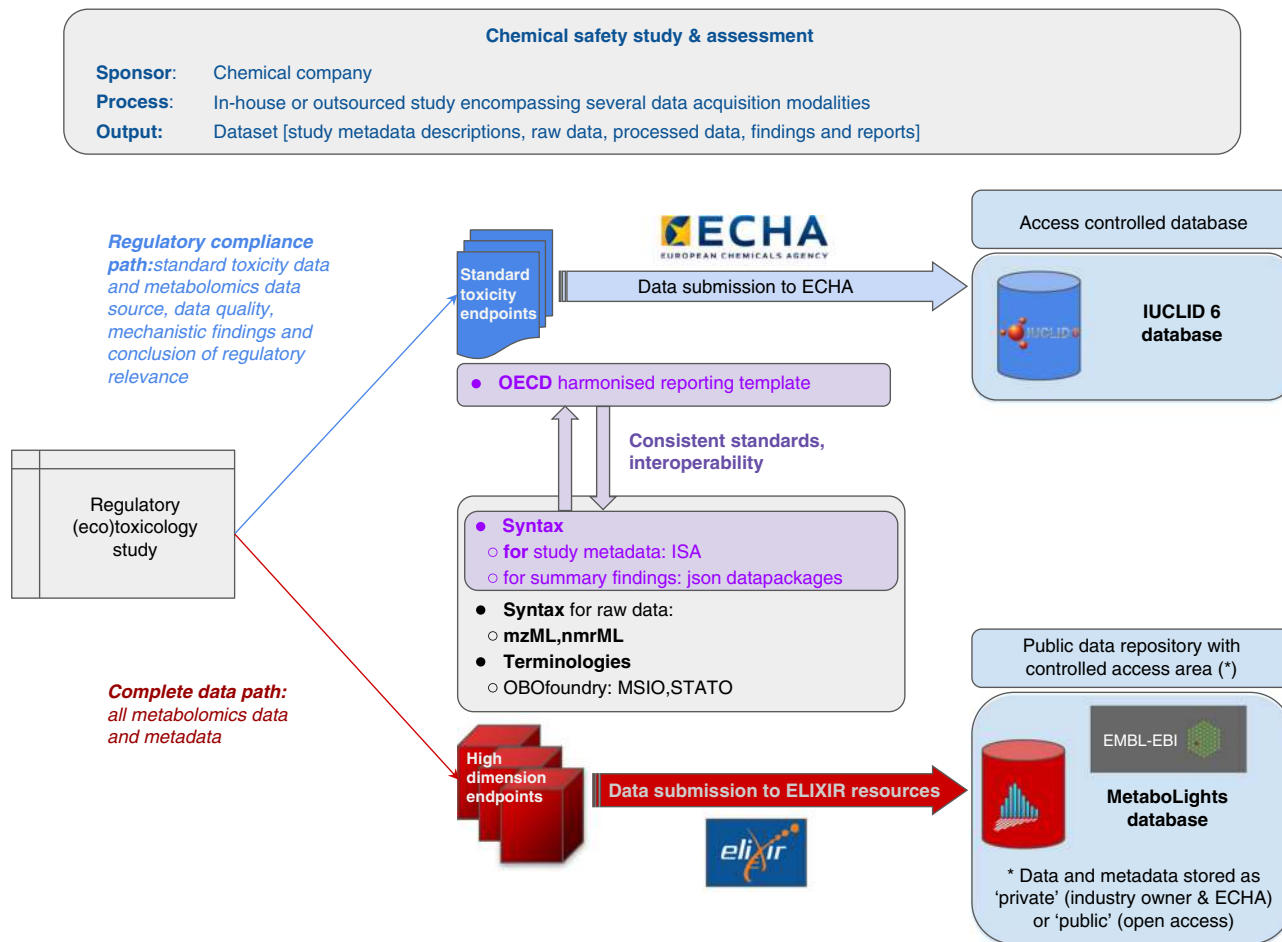 Chemical safety study & assessment
Sponsor: Chemical company
Process: In-house or outsourced study encompassing several data acquisition modalities
Output: Dataset [study metadata descriptions, raw data, processed data, findings and reports]
Regulatory compliance
path:standard toxicity data
and metabolomics data
source, data quality,
mechanistic findings and
conclusion of regulatory
relevance
Standard
toxicity
endpoints
ECHA
EUROPEAN CHEMICALS AGENCY
Data submission to ECHA
Access controlled database
IUCLID 6
IUCLID 6
database
● OECD harmonised reporting template
Consistent standards,
interoperability
Regulatory
(eco)toxicology
study
● Syntax
○ for study metadata: ISA
○ for summary findings: json datapackages
● Syntax for raw data:
○ mzML,nmrML
● Terminologies
○ OBOfoundry: MSIO,STATO
Complete data path:
all metabolomics data
and metadata
High
dimension
endpoints
Data submission to ELIXIR resources
elixir
Public data repository with
controlled access area (*)
EMBL-EBI
MetaboLights
database
* Data and metadata stored as
‘private’ (industry owner & ECHA)
or ‘public’ (open access)